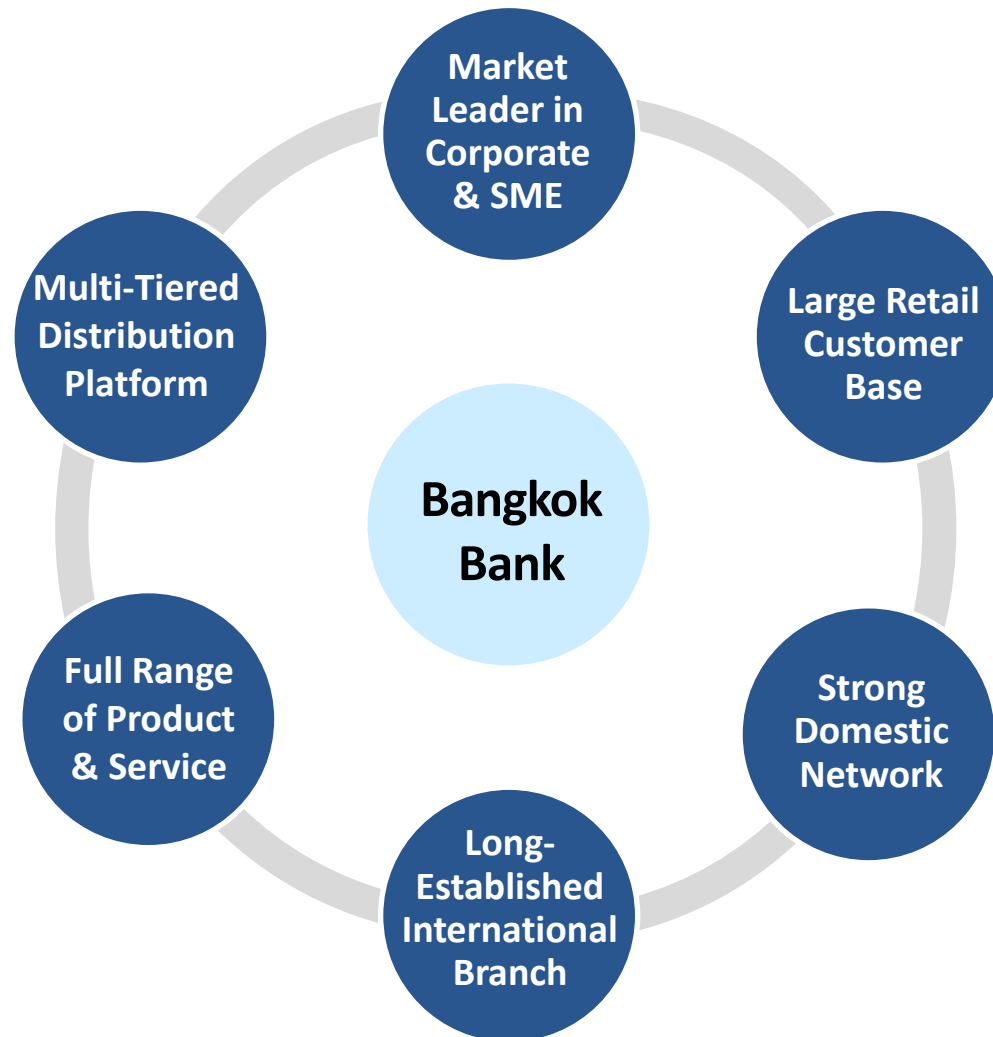 Market
Leader in
Corporate
& SME
Large Retail
Customer
Base
Strong
Domestic
Network
Long-
Established
International
Branch
Full Range
of Product
& Service
Multi-Tiered
Distribution
Platform
Bangkok
Bank